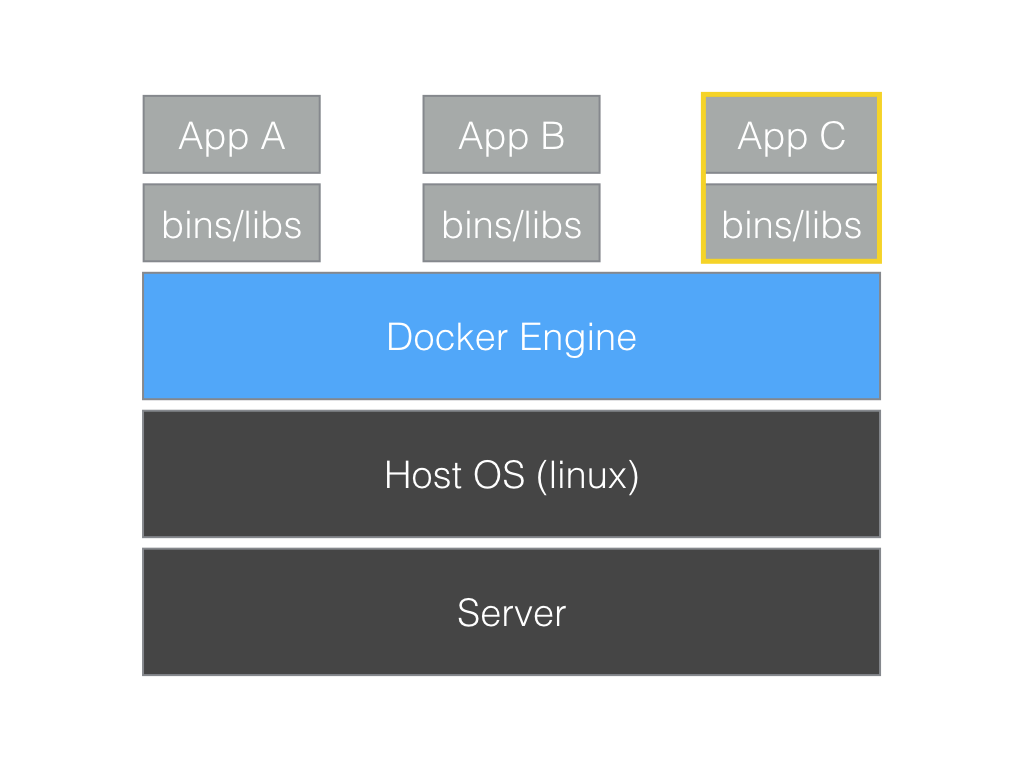 App A
App B
App C
bins/libs
bins/libs
bins/libs
Docker Engine
Host OS (linux)
Server